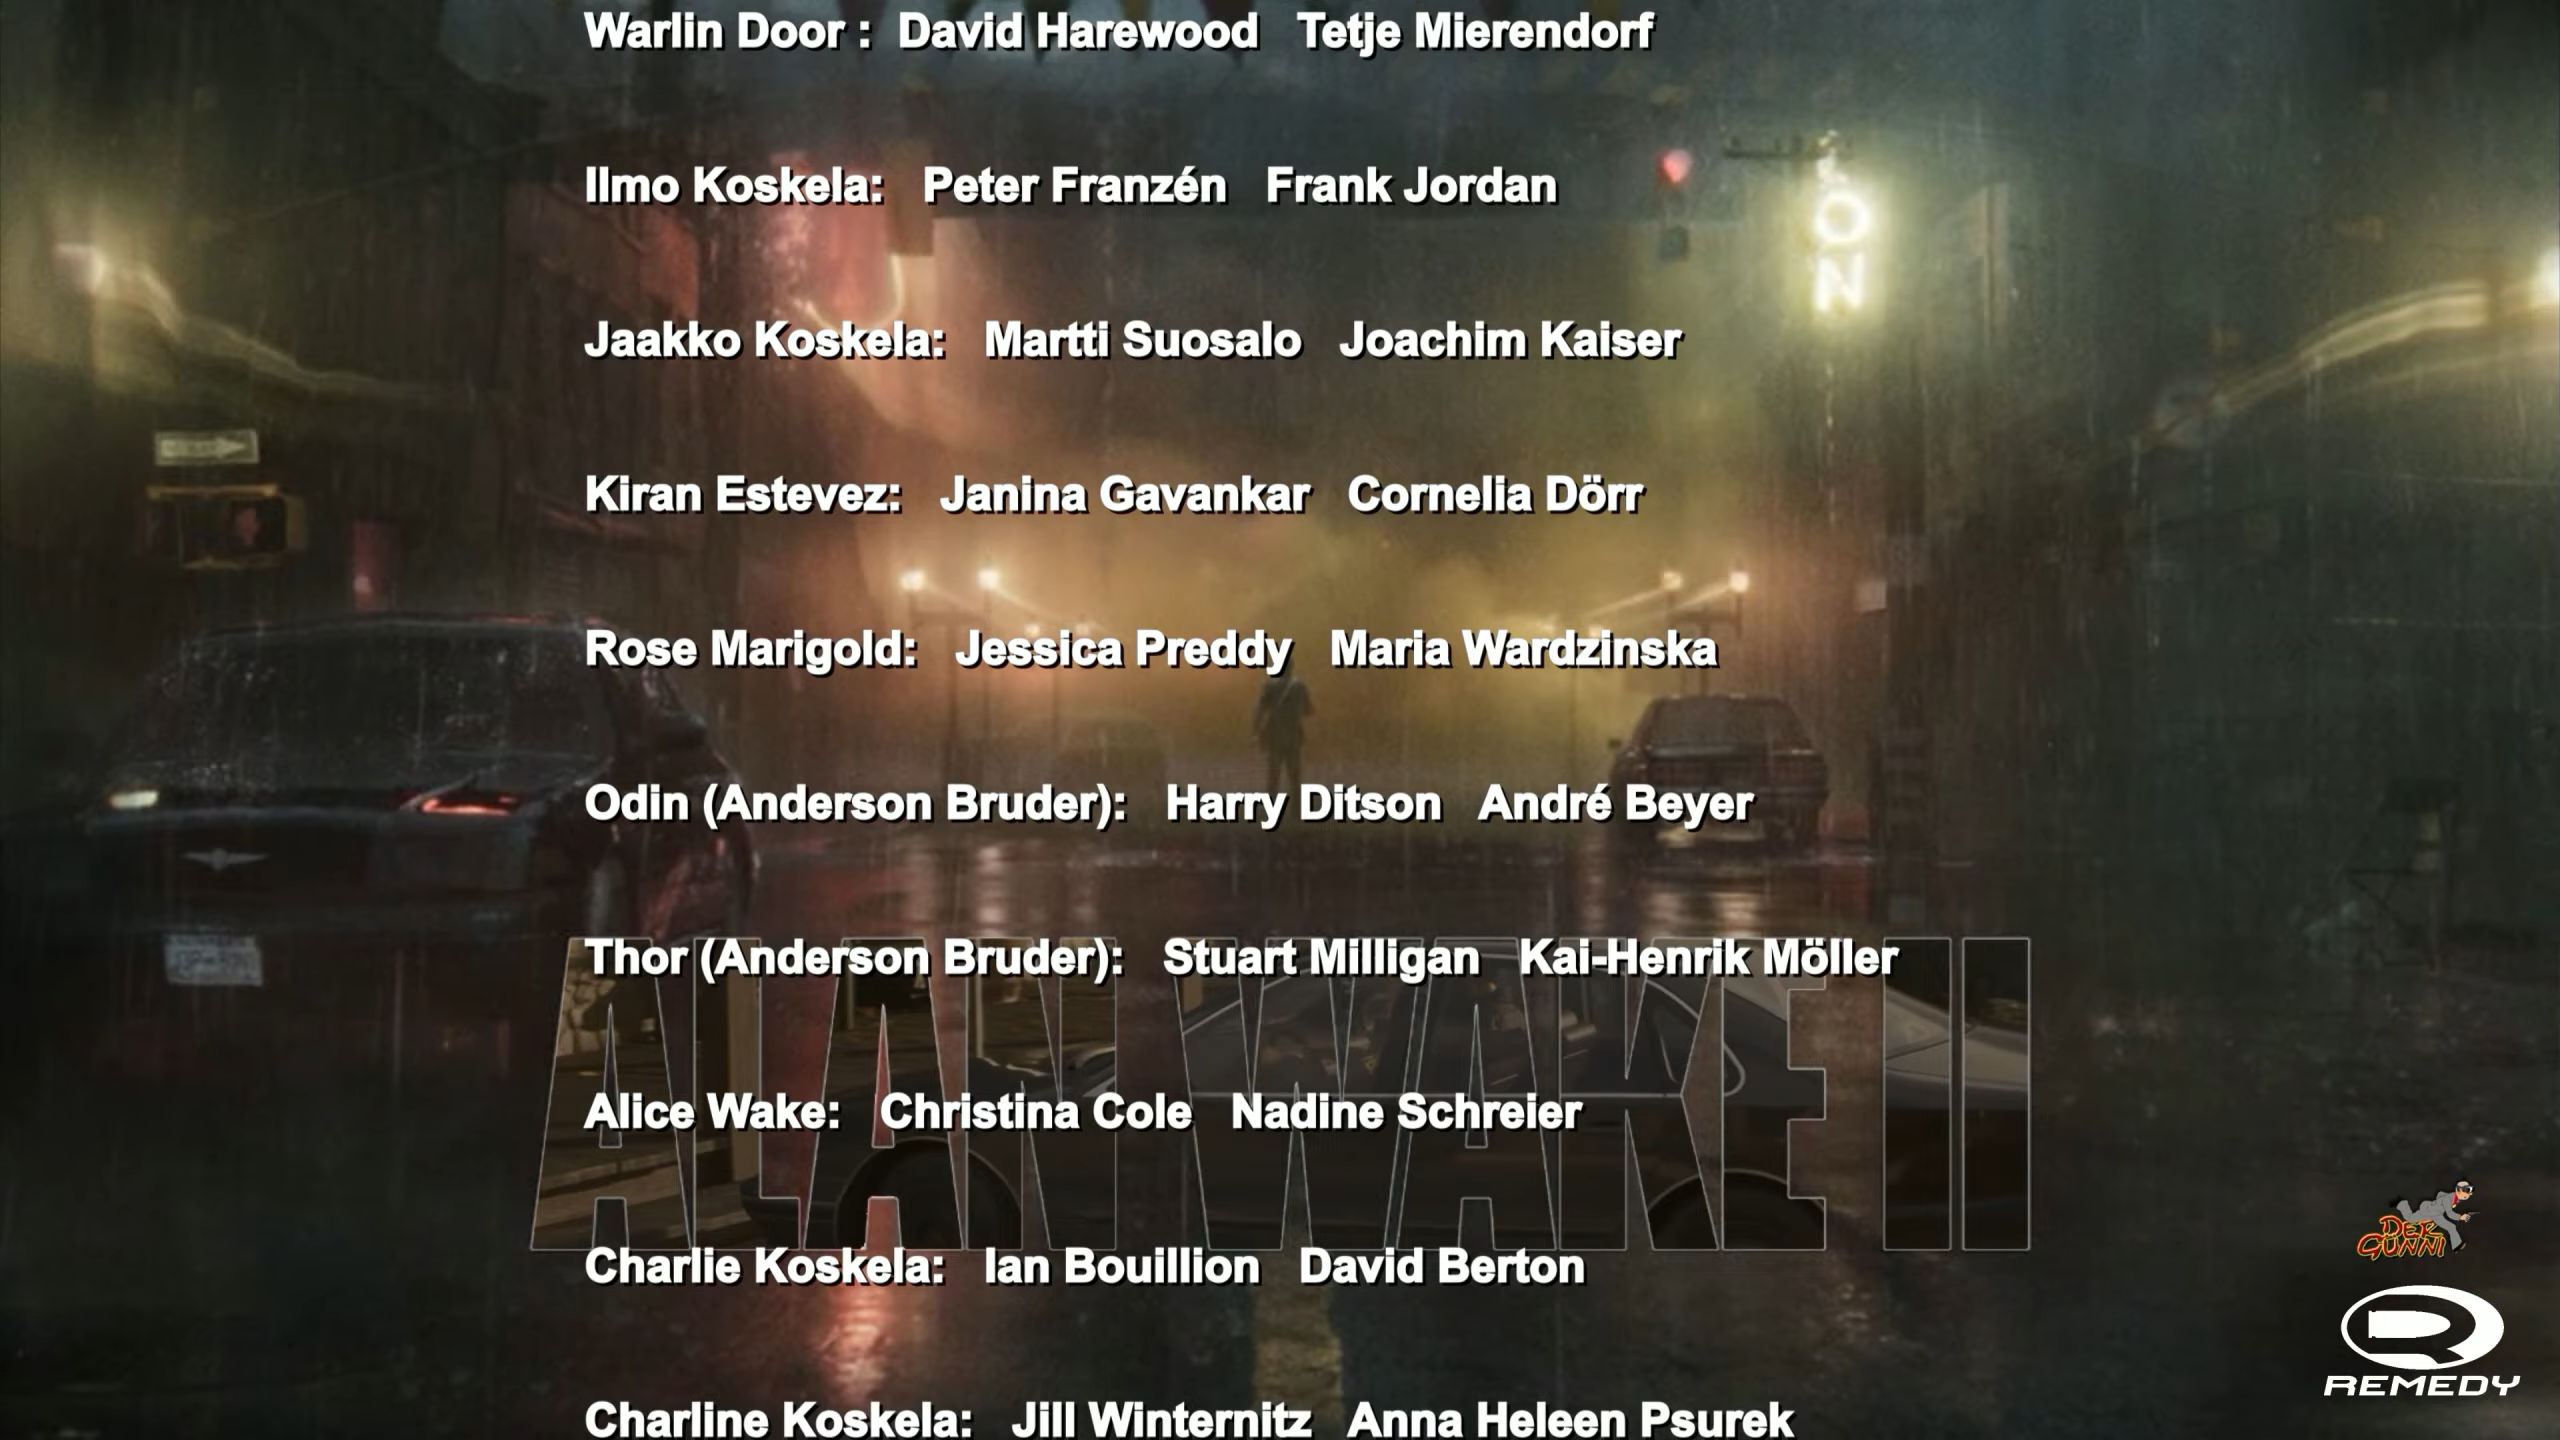 Warlin Door :  David Harewood   Tetje Mierendorf
Ilmo Koskela:   Peter Franzén   Frank Jordan
ON
Jaakko Koskela:   Martti Suosalo   Joachim Kaiser
Kiran Estevez:   Janina Gavankar   Cornelia Dörr
Rose Marigold:   Jessica Preddy   Maria Wardzinska
Odin (Anderson Bruder):   Harry Ditson   André Beyer
Thor (Anderson Bruder):   Stuart Milligan   Kai-Henrik Möller
ALAN WAKE II
Alice Wake:   Christina Cole   Nadine Schreier
Charlie Koskela:   Ian Bouillion   David Berton
DER
GUNNI
REMEDY
Charline Koskela:   Jill Winternitz   Anna Heleen Psurek